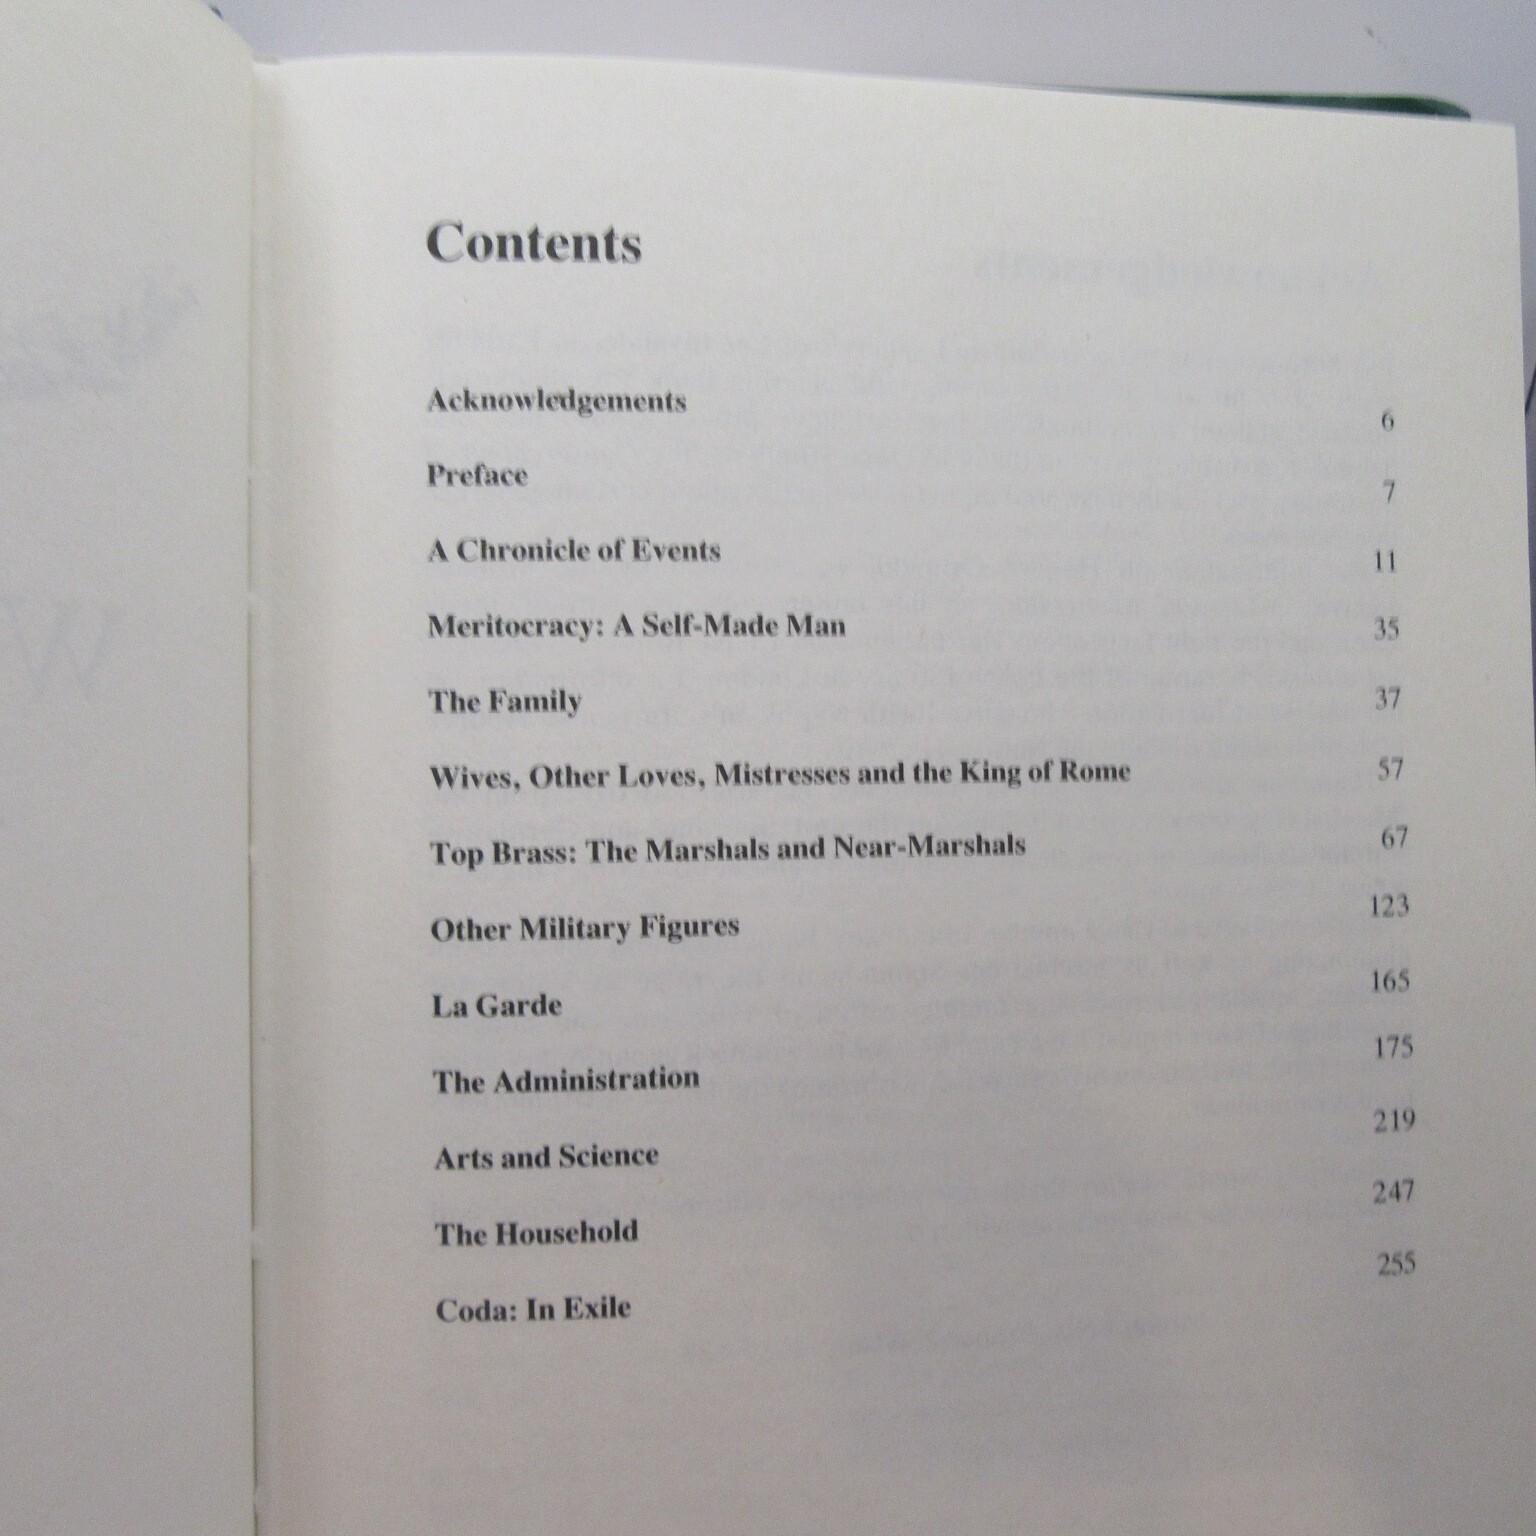 Contents
Acknowledgements 6
Preface 7
A Chronicle of Events 11
Meritocracy: A Self-Made Man 35
The Family 37
Wives, Other Loves, Mistresses and the King of Rome 57
Top Brass: The Marshals and Near-Marshals 67
Other Military Figures 123
La Garde 165
The Administration 175
Arts and Science 219
The Household 247
Coda: In Exile 255